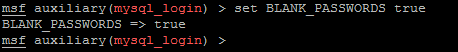 msf auxiliary(mysql_login) > set BLANK_PASSWORDS true
BLANK_PASSWORDS => true
msf auxiliary(mysql_login) >